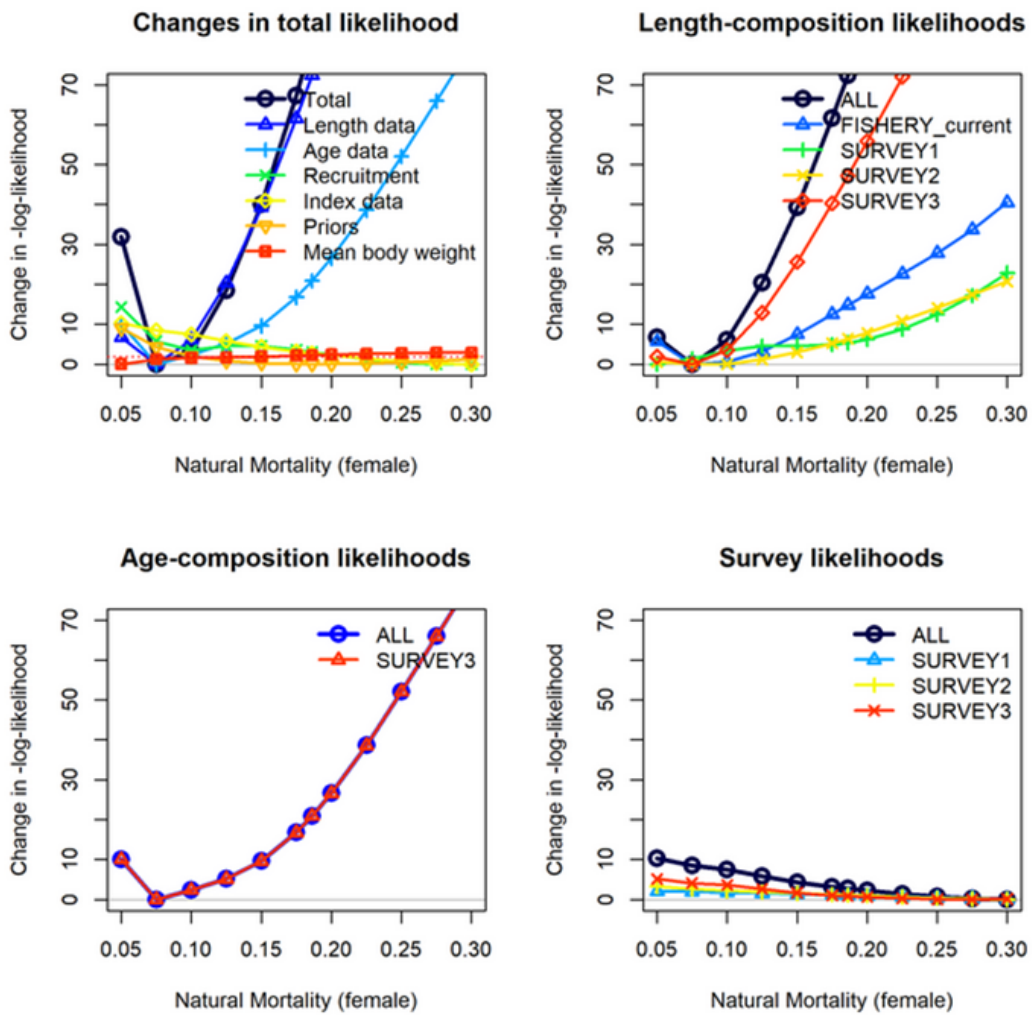 Changes in total likelihood
Change in -log-likelihood
70
50
30
10
0
Total
Length data
Age data
Recruitment
Index data
Priors
Mean body weight
0.05 0.10 0.15 0.20 0.25 0.30
Natural Mortality (female)
Length-composition likelihoods
Change in -log-likelihood
70
50
30
10
0
ALL
FISHERY_current
SURVEY1
SURVEY2
SURVEY3
0.05 0.10 0.15 0.20 0.25 0.30
Natural Mortality (female)
Age-composition likelihoods
Change in -log-likelihood
70
50
30
10
0
ALL
SURVEY3
0.05 0.10 0.15 0.20 0.25 0.30
Natural Mortality (female)
Survey likelihoods
Change in -log-likelihood
70
50
30
10
0
ALL
SURVEY1
SURVEY2
SURVEY3
0.05 0.10 0.15 0.20 0.25 0.30
Natural Mortality (female)